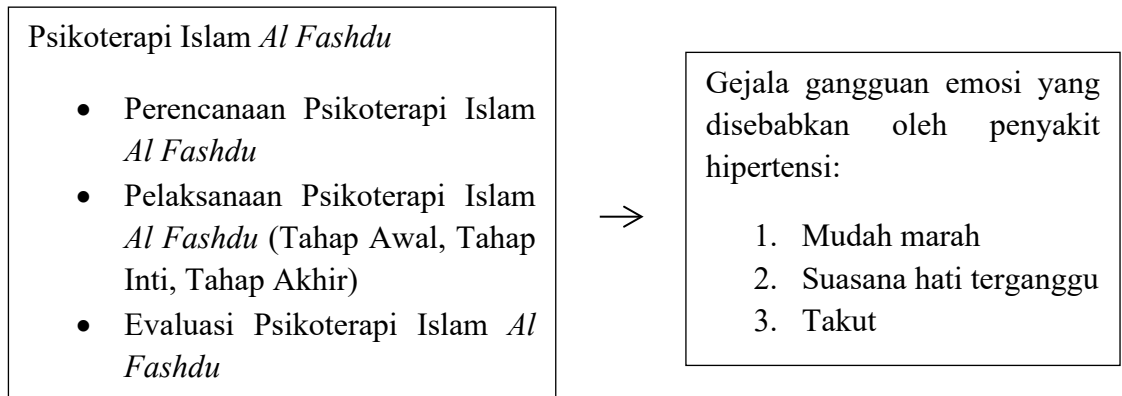 Psikoterapi Islam Al Fashdu
• Perencanaan Psikoterapi Islam
Al Fashdu
• Pelaksanaan Psikoterapi Islam
Al Fashdu (Tahap Awal, Tahap
Inti, Tahap Akhir)
• Evaluasi Psikoterapi Islam Al
Fashdu
Gejala gangguan emosi yang
disebabkan oleh penyakit
hipertensi:
1. Mudah marah
2. Suasana hati terganggu
3. Takut